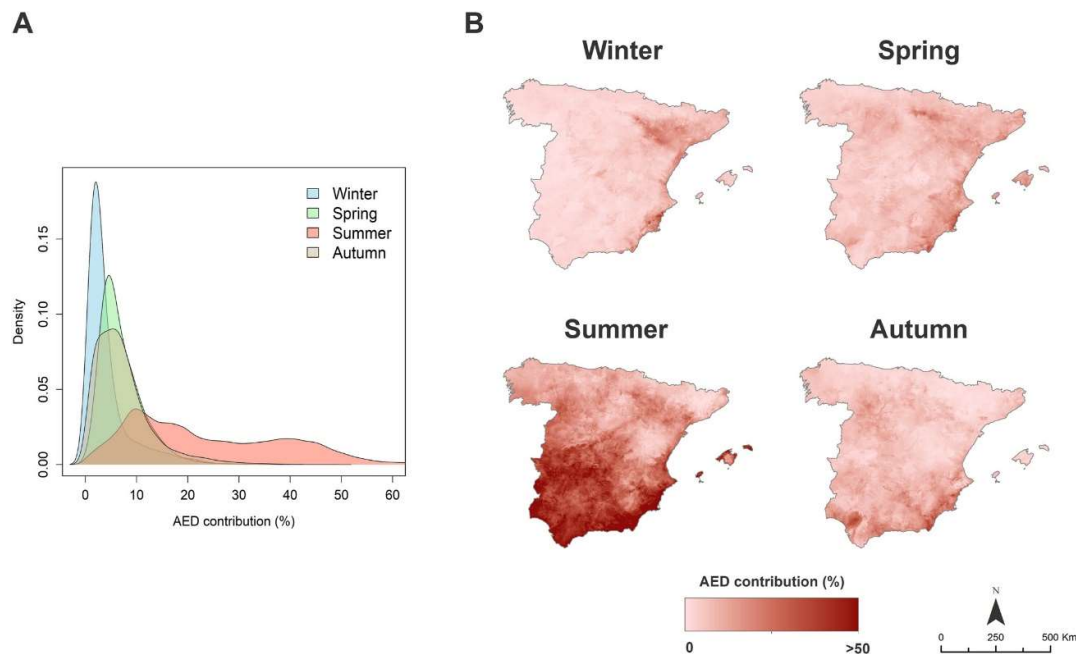 A
B
Winter
Spring
Summer
Autumn
0.00
0.05
0.10
0.15
Density
0
10
20
30
40
50
60
AED contribution (%)
Winter
Spring
Summer
Autumn
AED contribution (%)
0
>50
N
0
250
500 Km